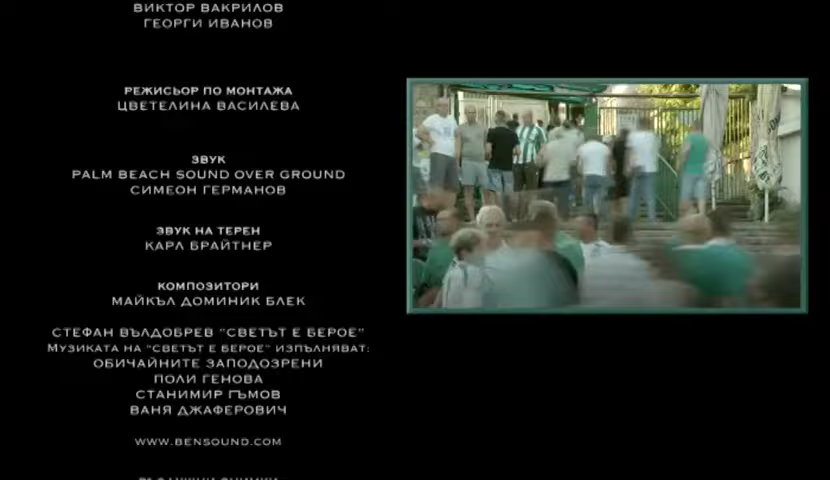 ВИКТОР ВАКРИЛОВ
ГЕОРГИ ИВАНОВ
РЕЖИСЬОР ПО МОНТАЖА
ЦВЕТЕЛИНА ВАСИЛЕВА
ЗВУК
PALM BEACH SOUND OVER GROUND
СИМЕОН ГЕРМАНОВ
ЗВУК НА ТЕРЕН
КАРЛ БРАЙТНЕР
КОМПОЗИТОРИ
МАЙКЪЛ ДОМИНИК БЛЕК
СТЕФАН ВЪЛДОБРЕВ "СВЕТЪТ Е БЕРОЕ"
МУЗИКАТА НА "СВЕТЪТ Е БЕРОЕ" ИЗПЪЛНЯВАТ:
ОБИЧАЙНИТЕ ЗАПОДОЗРЕНИ
ПОЛИ ГЕНОВА
СТАНИМИР ГЪМОВ
ВАНЯ ДЖАФЕРОВИЧ
WWW.BENSOUND.COM